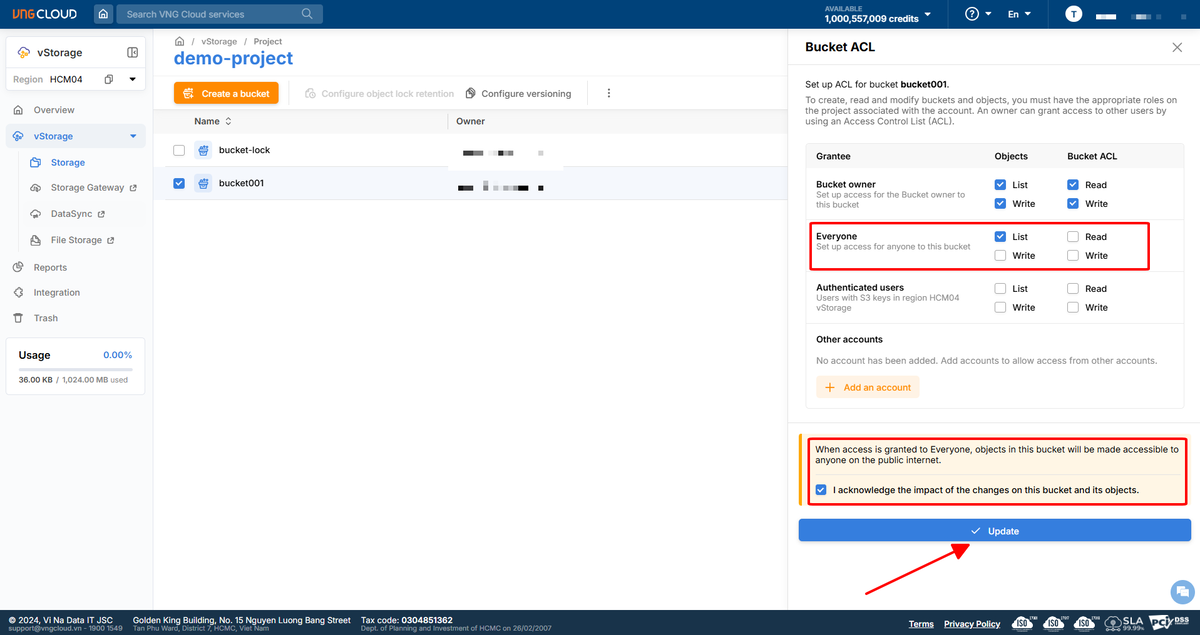 VNG CLOUD
Search VNG Cloud services
AVAILABLE
1,000,557,009 credits
En
T
vStorage
Region HCM04
Overview
vStorage
Storage
Storage Gateway
DataSync
File Storage
Reports
Integration
Trash
Usage 0.00%
36.00 KB / 1,024.00 MB used
/ vStorage / Project
demo-project
Create a bucket
Configure object lock retention
Configure versioning
Name
Owner
bucket-lock
bucket001
Bucket ACL
Set up ACL for bucket bucket001.
To create, read and modify buckets and objects, you must have the appropriate roles on
the project associated with the account. An owner can grant access to other users by
using an Access Control List (ACL).
Grantee Objects Bucket ACL
Bucket owner
Set up access for the Bucket owner to
this bucket
List Read
Write Write
Everyone
Set up access for anyone to this bucket
List Read
Write Write
Authenticated users
Users with S3 keys in region HCM04
vStorage
List Read
Write Write
Other accounts
No account has been added. Add accounts to allow access from other accounts.
Add an account
When access is granted to Everyone, objects in this bucket will be made accessible to
anyone on the public internet.
I acknowledge the impact of the changes on this bucket and its objects.
Update
© 2024, Vi Na Data IT JSC
support@vngcloud.vn - 1900 1549
Golden King Building, No. 15 Nguyen Luong Bang Street
Tan Phu Ward, District 7, HCMC, Viet Nam
Tax code: 0304851362
Dept. of Planning and Investment of HCMC on 26/02/2007
Terms
Privacy Policy
ISO
ISO
ISO
SLA
99.99%
PCI DSS